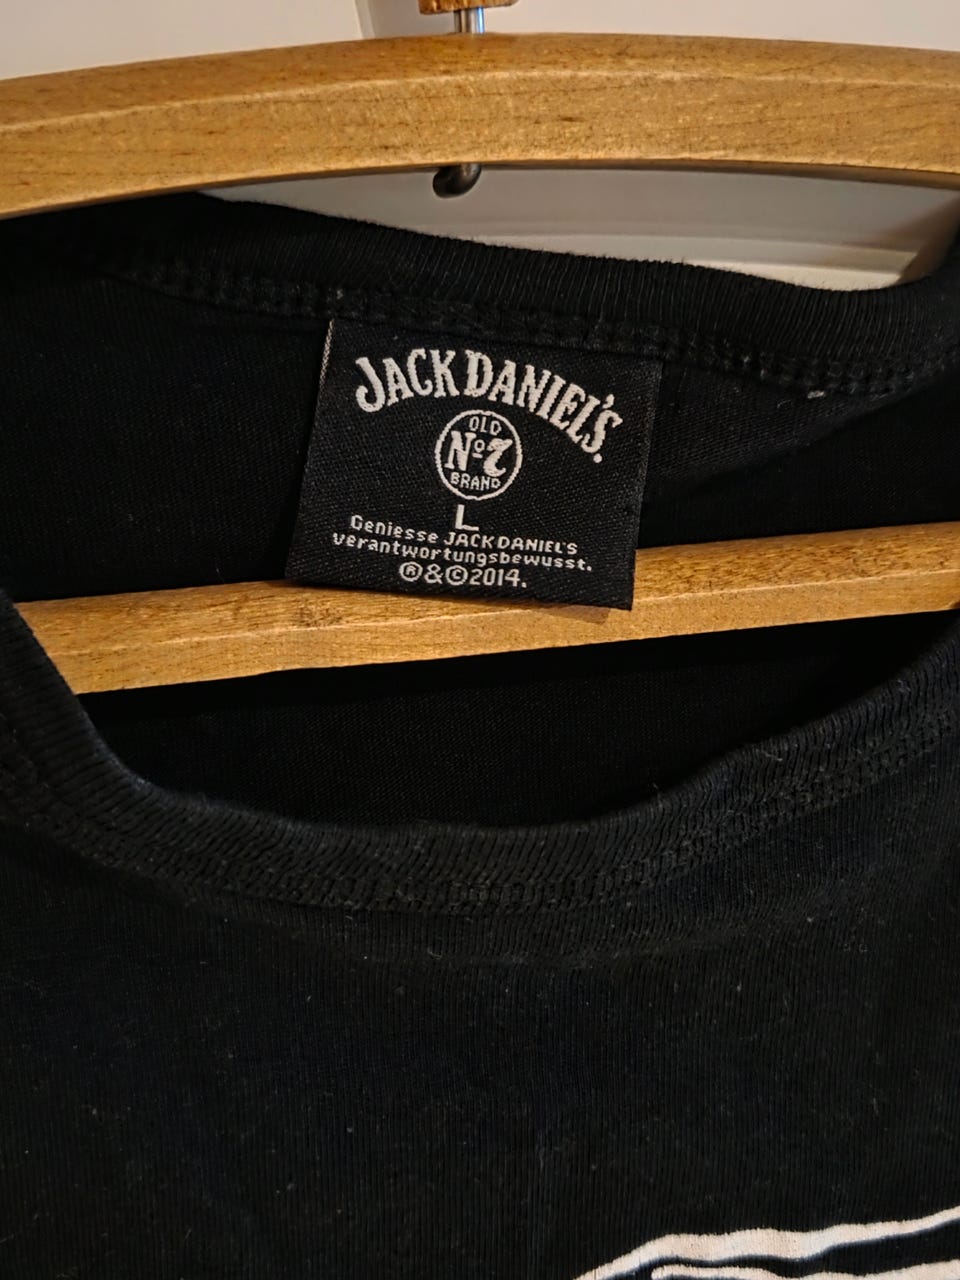 JACK DANIEL'S.
OLD
Nº7
BRAND
L
Geniesse JACK DANIEL'S
verantwortungsbewusst.
®&©2014.